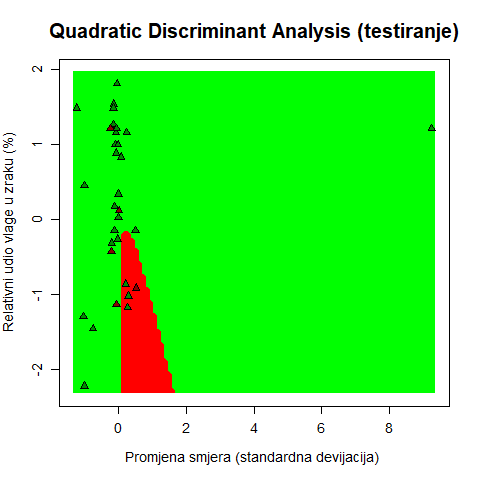 Quadratic Discriminant Analysis (testiranje)
Relativni udio vlage u zraku (%)
2
1
0
-1
-2
0 2 4 6 8
Promjena smjera (standardna devijacija)